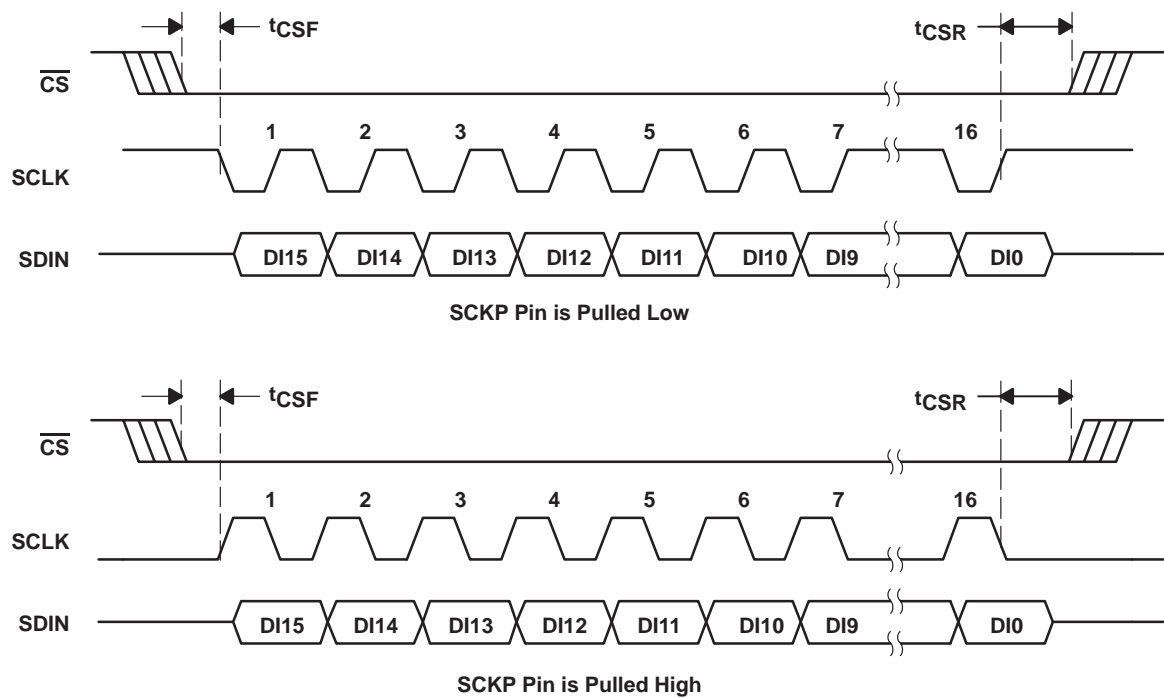 tCSF tCSR
CS
1 2 3 4 5 6 7 16
SCLK
SDIN DI15 DI14 DI13 DI12 DI11 DI10 DI9 DI0
SCKP Pin is Pulled Low
tCSF tCSR
CS
1 2 3 4 5 6 7 16
SCLK
SDIN DI15 DI14 DI13 DI12 DI11 DI10 DI9 DI0
SCKP Pin is Pulled High